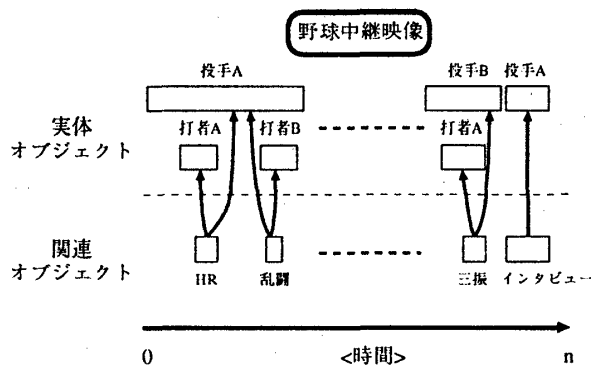 野球中継映像
投手A
投手B
投手A
実体
オブジェクト
打者A
打者B
打者A
関連
オブジェクト
HR
乱闘
三振
インタビュー
0
<時間>
n